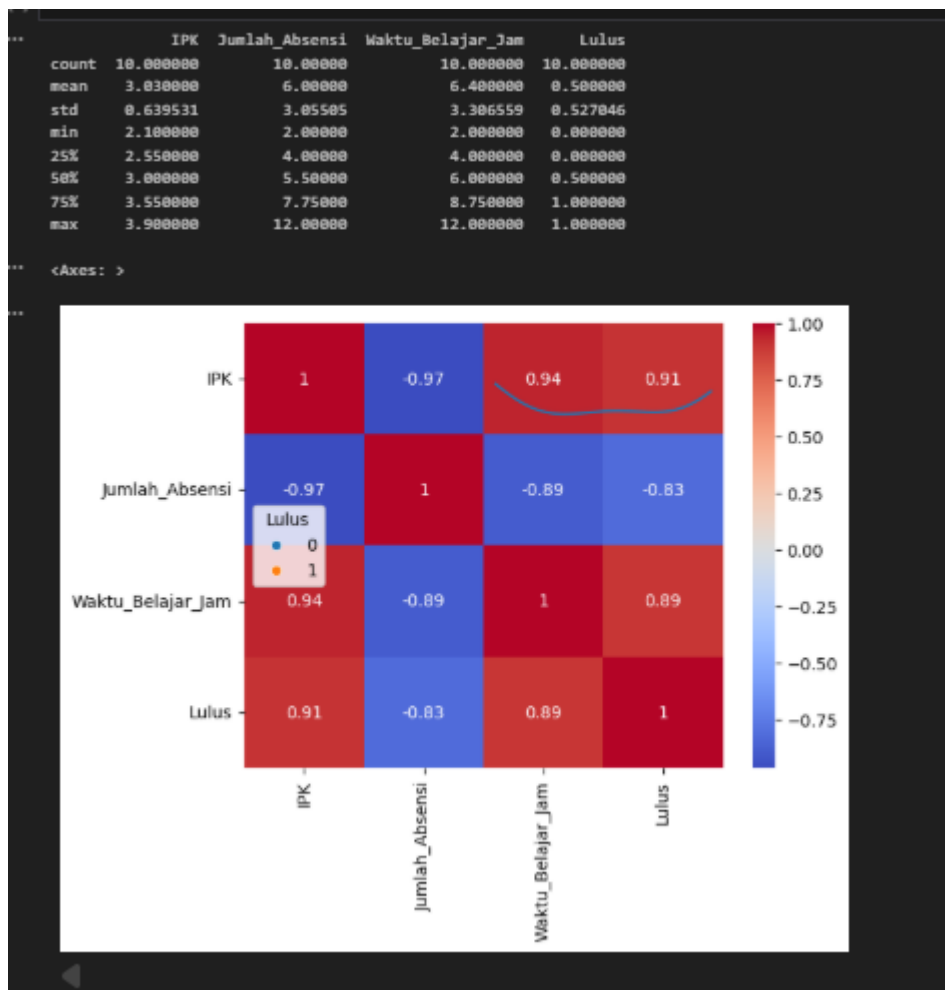 IPK Jumlah_Absensi Waktu_Belajar_Jam Lulus
count 10.000000 10.00000 10.000000 10.000000
mean 3.030000 6.00000 6.400000 0.500000
std 0.639531 3.05505 3.306559 0.527046
min 2.100000 2.00000 2.000000 0.000000
25% 2.550000 4.00000 4.000000 0.000000
50% 3.000000 5.50000 6.000000 0.500000
75% 3.550000 7.75000 8.750000 1.000000
max 3.900000 12.00000 12.000000 1.000000
<Axes: >
IPK 1 -0.97 0.94 0.91
Jumlah_Absensi -0.97 1 -0.89 -0.83
Lulus
0
1
Waktu_Belajar_Jam 0.94 -0.89 1 0.89
Lulus 0.91 -0.83 0.89 1
IPK
Jumlah_Absensi
Waktu_Belajar_Jam
Lulus
1.00
0.75
0.50
0.25
0.00
−0.25
−0.50
−0.75